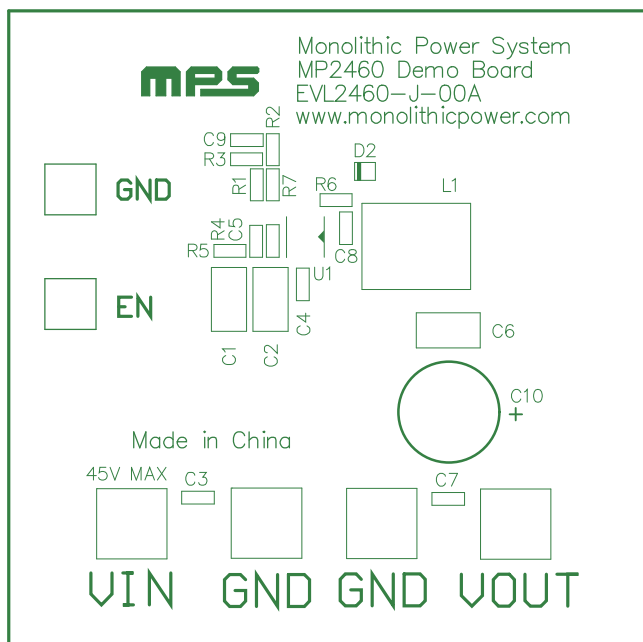 mps
Monolithic Power System
MP2460 Demo Board
EVL2460-J-00A
www.monolithicpower.com
R2
C9
R3
D2
R1
R7
R6
L1
GND
R4
C5
R5
C8
U1
EN
C4
C6
C1
C2
C10
+
Made in China
45V MAX
C3
C7
VIN
GND
GND
VOUT